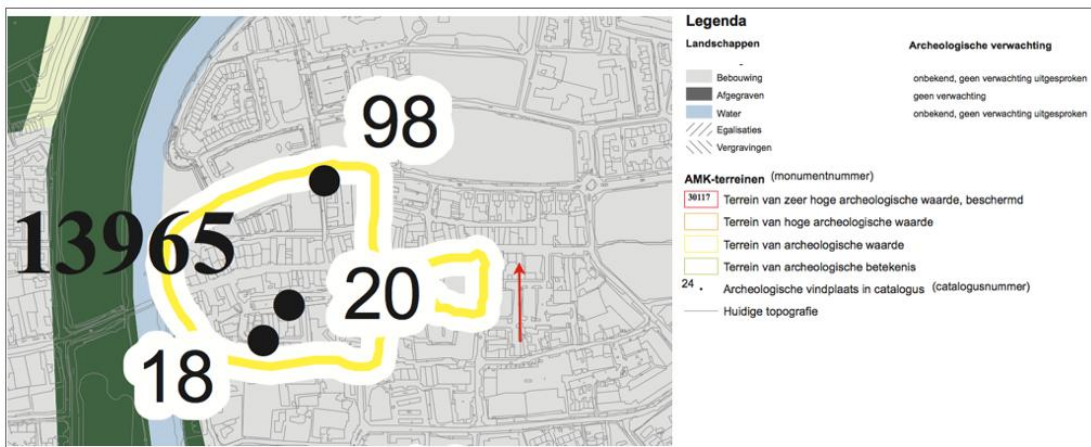 98
13965
20
18
Legenda
Landschappen Archeologische verwachting
Bebouwing onbekend, geen verwachting uitgesproken
Afgegraven geen verwachting
Water onbekend, geen verwachting uitgesproken
Egalisaties
Vergravingen
AMK-terreinen (monumentnummer)
30117 Terrein van zeer hoge archeologische waarde, beschermd
Terrein van hoge archeologische waarde
Terrein van archeologische waarde
Terrein van archeologische betekenis
24 . Archeologische vindplaats in catalogus (catalogusnummer)
Huidige topografie